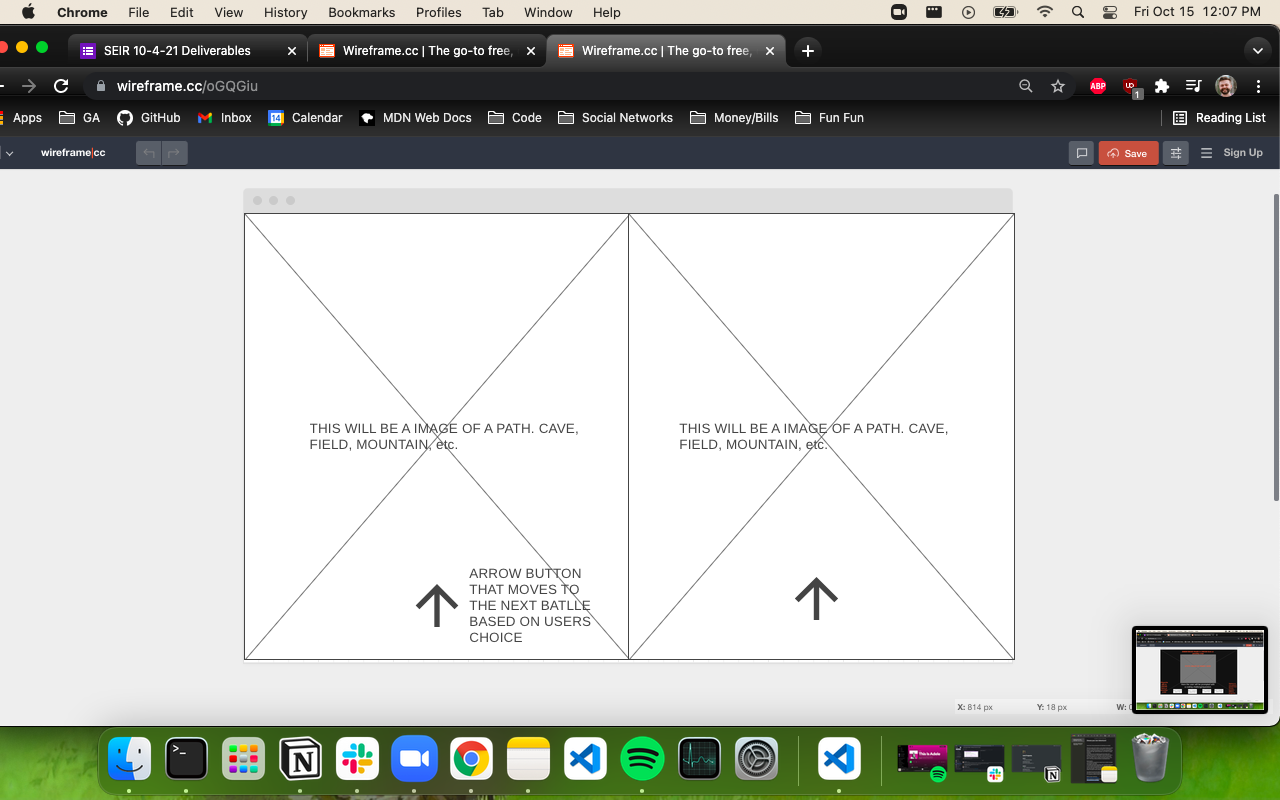 Chrome File Edit View History Bookmarks Profiles Tab Window Help Fri Oct 15 12:07 PM
SEIR 10-4-21 Deliverables Wireframe.cc | The go-to free, Wireframe.cc | The go-to free,
wireframe.cc/oGQGiu ABP UD 1
Apps GA GitHub Inbox 14 Calendar MDN Web Docs Code Social Networks Money/Bills Fun Fun Reading List
wireframe|cc Save Sign Up
THIS WILL BE A IMAGE OF A PATH. CAVE,
FIELD, MOUNTAIN, etc.
THIS WILL BE A IMAGE OF A PATH. CAVE,
FIELD, MOUNTAIN, etc.
ARROW BUTTON
THAT MOVES TO
THE NEXT BATLLE
BASED ON USERS
CHOICE
X: 814 px Y: 18 px W: